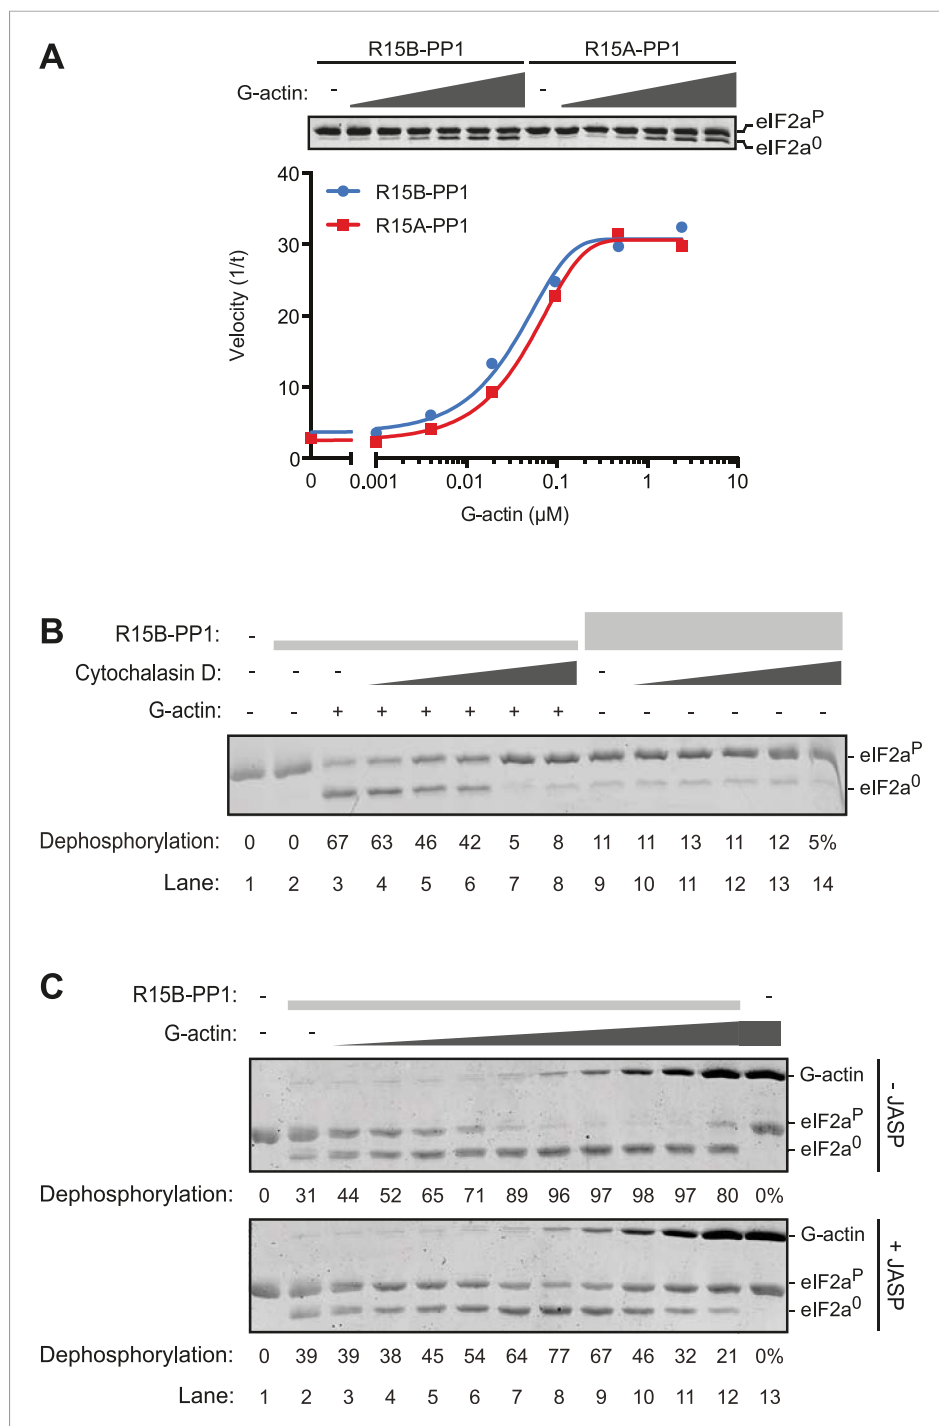 A
R15B-PP1 R15A-PP1
G-actin: - -
eIF2a^P
eIF2a^0
40
R15B-PP1
R15A-PP1
30
Velocity (1/t)
20
10
0
0 0.001 0.01 0.1 1 10
G-actin (µM)
B
R15B-PP1: -
Cytochalasin D: - - - -
G-actin: - - + + + + + + - - - - - -
eIF2a^P
eIF2a^0
Dephosphorylation: 0 0 67 63 46 42 5 8 11 11 13 11 12 5%
Lane: 1 2 3 4 5 6 7 8 9 10 11 12 13 14
C
R15B-PP1: - -
G-actin: - -
G-actin
eIF2a^P
eIF2a^0
- JASP
Dephosphorylation: 0 31 44 52 65 71 89 96 97 98 97 80 0%
G-actin
eIF2a^P
eIF2a^0
+ JASP
Dephosphorylation: 0 39 39 38 45 54 64 77 67 46 32 21 0%
Lane: 1 2 3 4 5 6 7 8 9 10 11 12 13